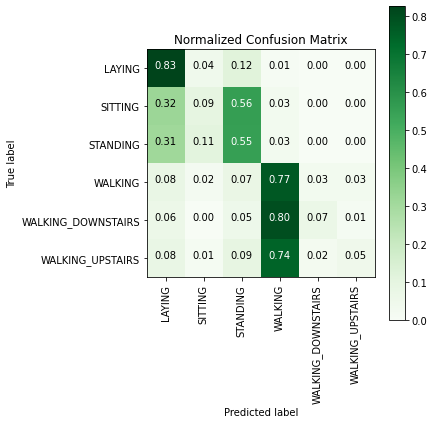 Normalized Confusion Matrix
True label
LAYING 0.83 0.04 0.12 0.01 0.00 0.00
SITTING 0.32 0.09 0.56 0.03 0.00 0.00
STANDING 0.31 0.11 0.55 0.03 0.00 0.00
WALKING 0.08 0.02 0.07 0.77 0.03 0.03
WALKING_DOWNSTAIRS 0.06 0.00 0.05 0.80 0.07 0.01
WALKING_UPSTAIRS 0.08 0.01 0.09 0.74 0.02 0.05
LAYING
SITTING
STANDING
WALKING
WALKING_DOWNSTAIRS
WALKING_UPSTAIRS
Predicted label
0.8
0.7
0.6
0.5
0.4
0.3
0.2
0.1
0.0